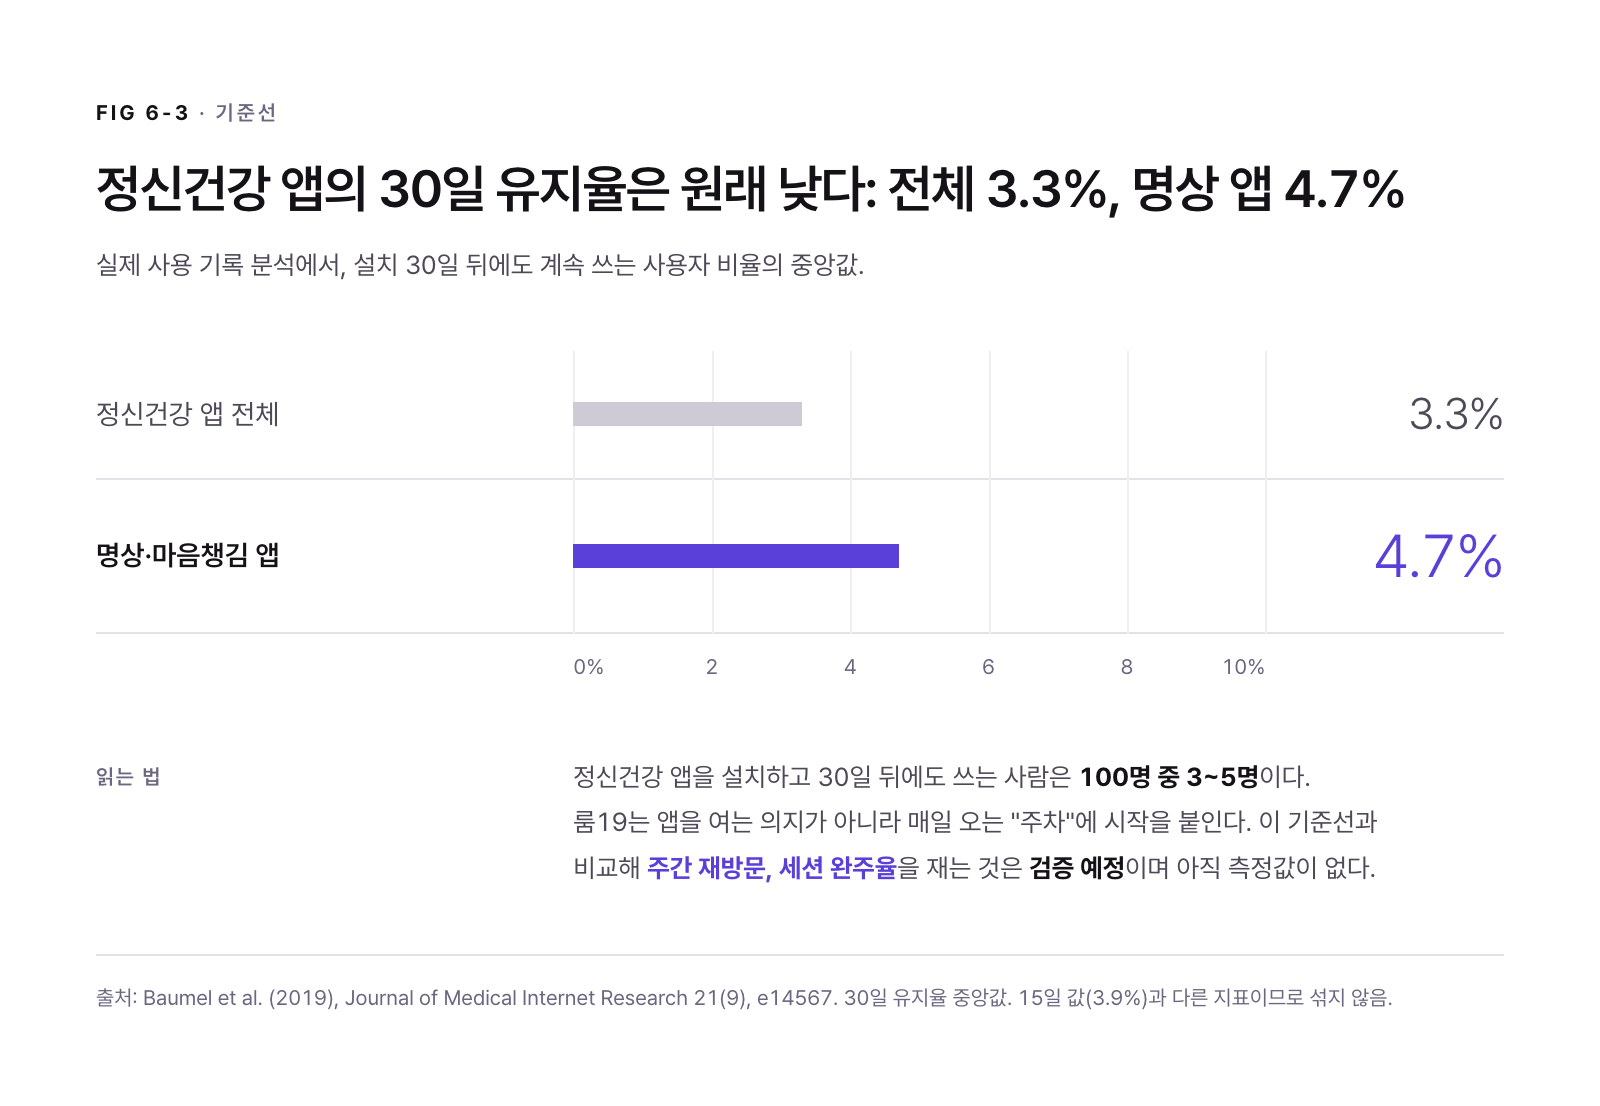 FIG 6-3 · 기준선
정신건강 앱의 30일 유지율은 원래 낮다: 전체 3.3%, 명상 앱 4.7%
실제 사용 기록 분석에서, 설치 30일 뒤에도 계속 쓰는 사용자 비율의 중앙값.
정신건강 앱 전체 3.3%
명상·마음챙김 앱 4.7%
0% 2 4 6 8 10%
읽는 법
정신건강 앱을 설치하고 30일 뒤에도 쓰는 사람은 100명 중 3~5명이다.
룸19는 앱을 여는 의지가 아니라 매일 오는 "주차"에 시작을 붙인다. 이 기준선과
비교해 주간 재방문, 세션 완주율을 재는 것은 검증 예정이며 아직 측정값이 없다.
출처: Baumel et al. (2019), Journal of Medical Internet Research 21(9), e14567. 30일 유지율 중앙값. 15일 값(3.9%)과 다른 지표이므로 섞지 않음.